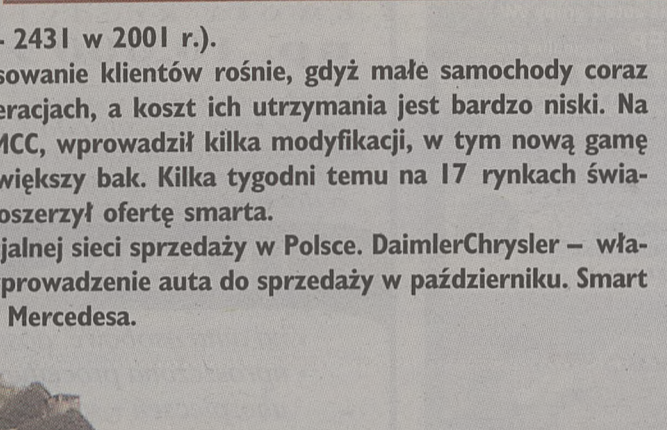 - 2431 w 2001 r.).
sowanie klientów rośnie, gdyż małe samochody coraz
eracjach, a koszt ich utrzymania jest bardzo niski. Na
MCC, wprowadził kilka modyfikacji, w tym nową gamę
większy bak. Kilka tygodni temu na 17 rynkach świa-
oszerzył ofertę smarta.
jalnej sieci sprzedaży w Polsce. DaimlerChrysler – wła-
prowadzenie auta do sprzedaży w październiku. Smart
Mercedesa.